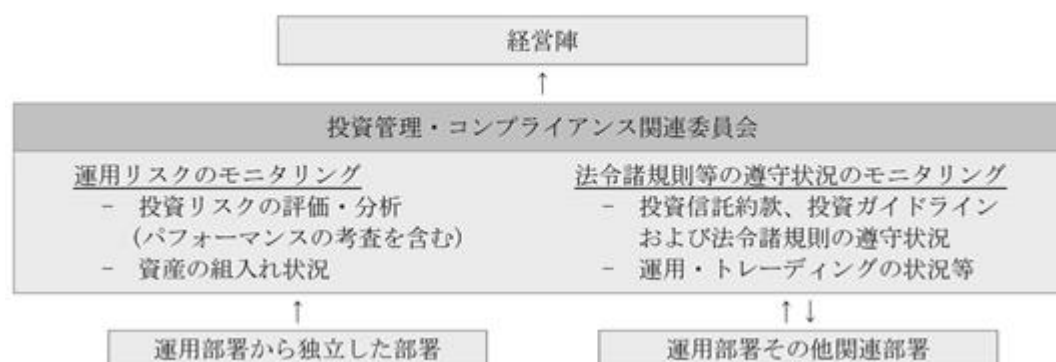 経営陣
↑
投資管理・コンプライアンス関連委員会
運用リスクのモニタリング
− 投資リスクの評価・分析
(パフォーマンスの考査を含む)
− 資産の組入れ状況
法令諸規則等の遵守状況のモニタリング
− 投資信託約款、投資ガイドライン
および法令諸規則の遵守状況
− 運用・トレーディングの状況等
↑
↑↓
運用部署から独立した部署
運用部署その他関連部署